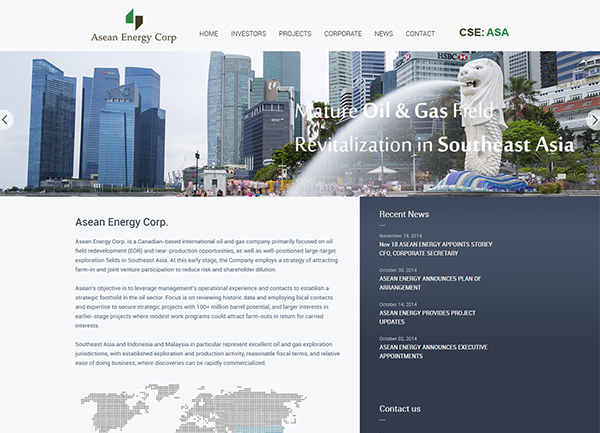 Asean Energy Corp
HOME INVESTORS PROJECTS CORPORATE NEWS CONTACT
CSE: ASA
HSBC
Mature Oil & Gas Field
Revitalization in Southeast Asia
Asean Energy Corp.
Asean Energy Corp. is a Canadian-based international oil and gas company primarily focused on oil
field redevelopment (EOR) and near-production opportunities, as well as well-positioned large-target
exploration fields in Southeast Asia. At this early stage, the Company employs a strategy of attracting
farm-in and joint venture participation to reduce risk and shareholder dilution.
Asean's objective is to leverage management's operational experience and contacts to establish a
strategic foothold in the oil sector. Focus is on reviewing historic data and employing local contacts
and expertise to secure strategic projects with 100+ million barrel potential, and larger interests in
earlier-stage projects where modest work programs could attract farm-outs in return for carried
interests.
Southeast Asia and Indonesia and Malaysia in particular represent excellent oil and gas exploration
jurisdictions, with established exploration and production activity, reasonable fiscal terms, and relative
ease of doing business, where discoveries can be rapidly commercialized.
Recent News
November 18, 2014
Nov 18 ASEAN ENERGY APPOINTS STOREY
CFO, CORPORATE SECRETARY
October 30, 2014
ASEAN ENERGY ANNOUNCES PLAN OF
ARRANGEMENT
October 14, 2014
ASEAN ENERGY PROVIDES PROJECT
UPDATES
October 02, 2014
ASEAN ENERGY ANNOUNCES EXECUTIVE
APPOINTMENTS
Contact us